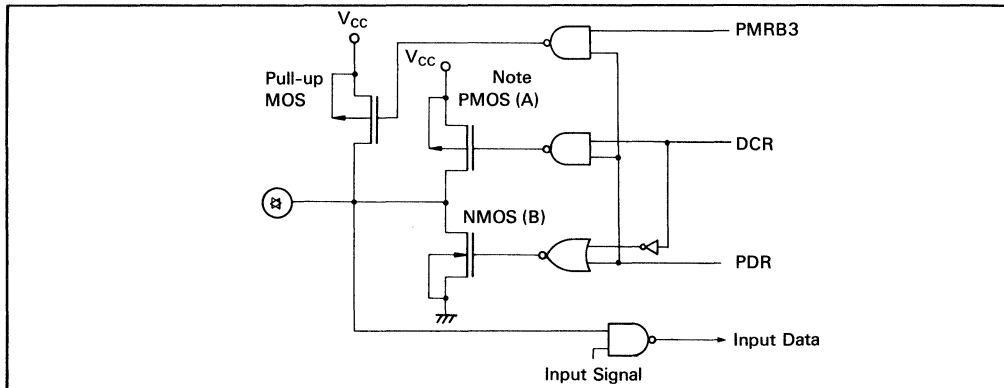 VCC
PMRB3
VCC
Pull-up
MOS
Note
PMOS (A)
DCR
NMOS (B)
PDR
Input Data
Input Signal